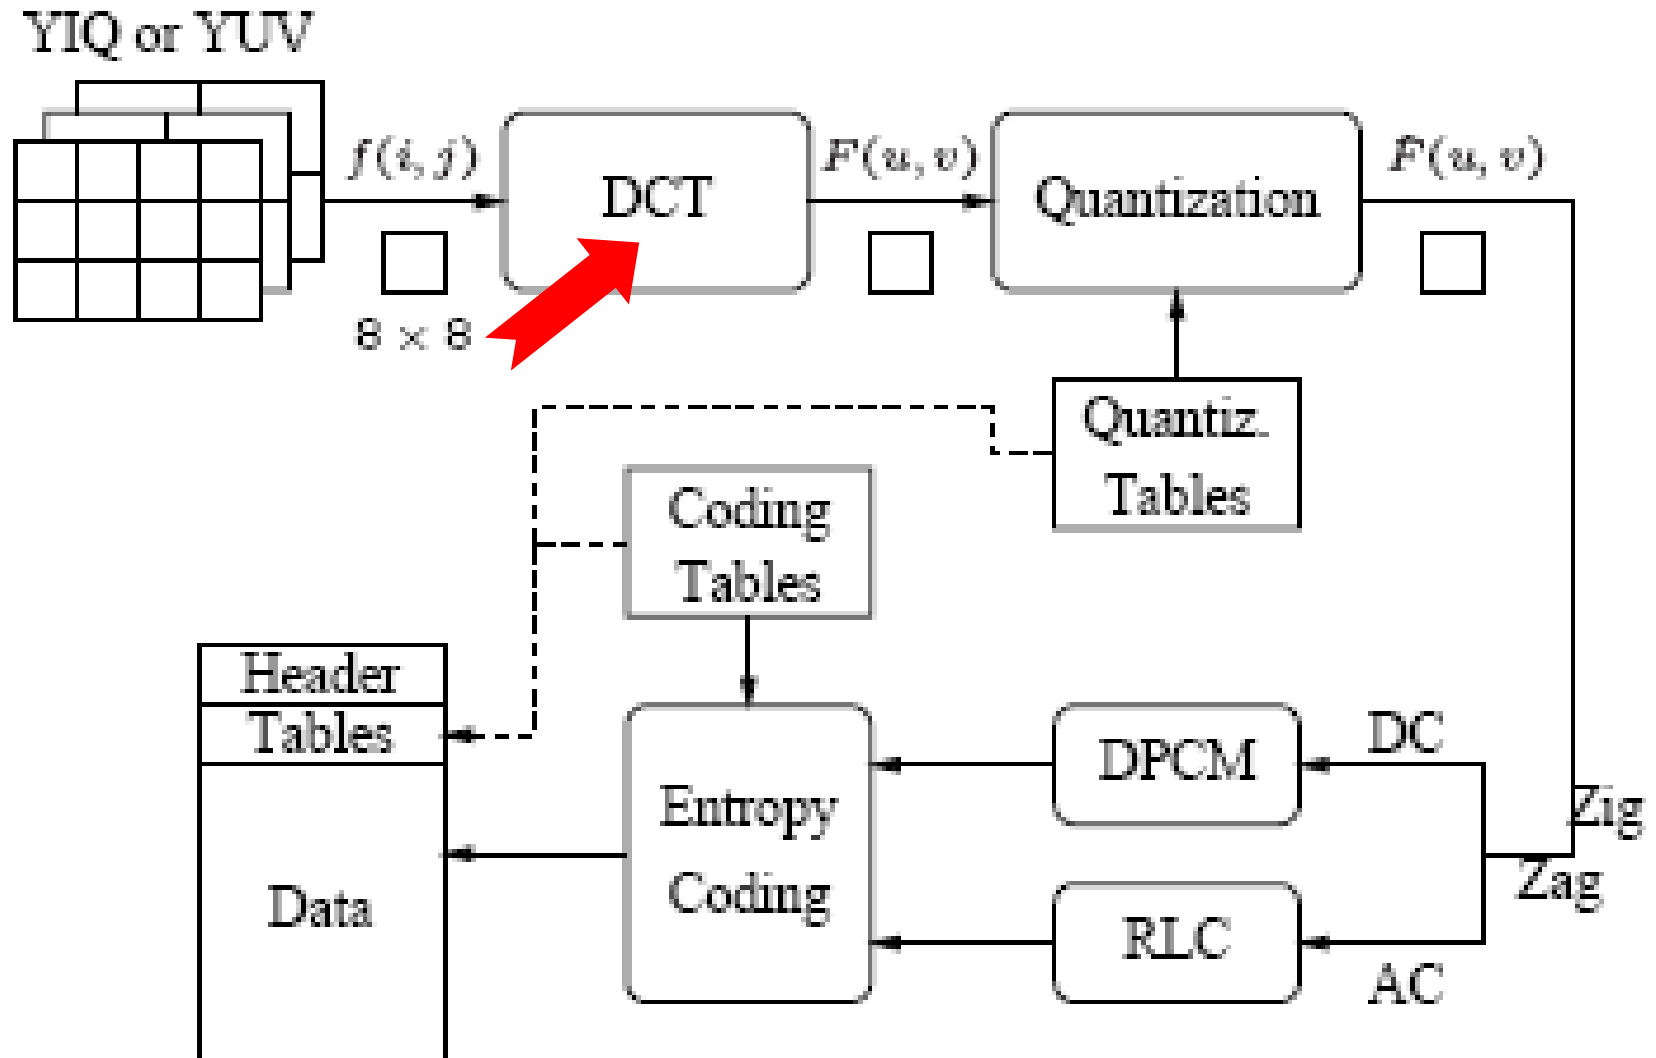 YIQ or YUV
f(i, j)
DCT
F(u, v)
Quantization
F̂(u, v)
8 × 8
Quantiz.
Tables
Coding
Tables
Header
Tables
Data
Entropy
Coding
DPCM
DC
Zig
Zag
RLC
AC